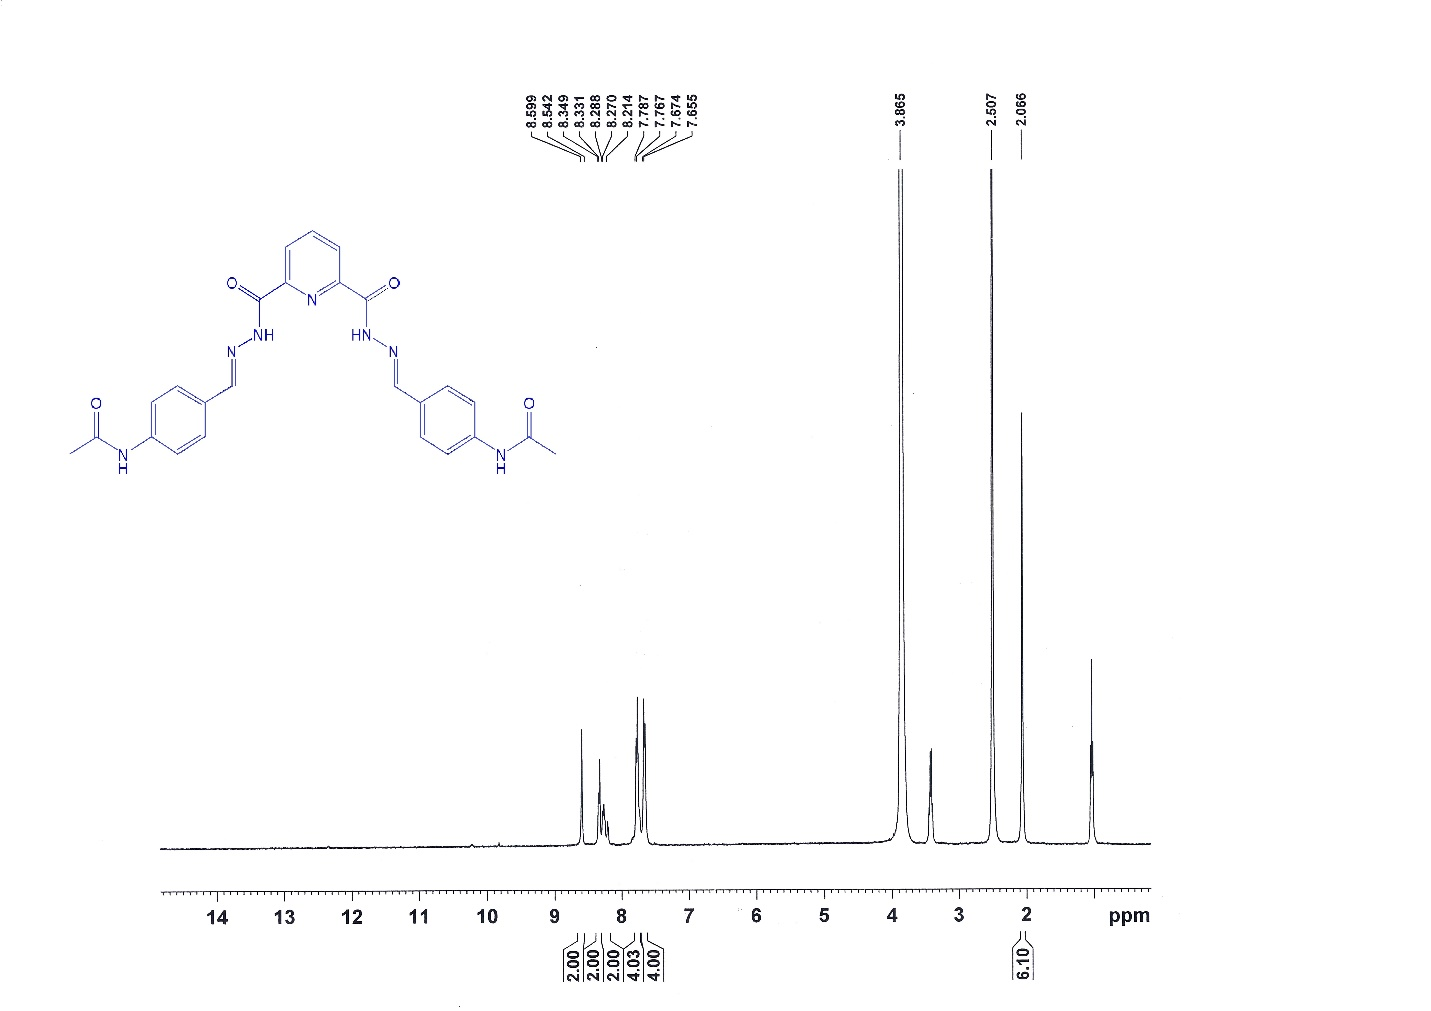 8.599
8.542
8.349
8.331
8.288
8.270
8.214
7.787
7.767
7.674
7.655
3.865
2.507
2.066
O O
N
NH HN
N N
O O
N
H
N
H
14 13 12 11 10 9 8 7 6 5 4 3 2 ppm
2.00
2.00
2.00
4.03
4.00
6.10